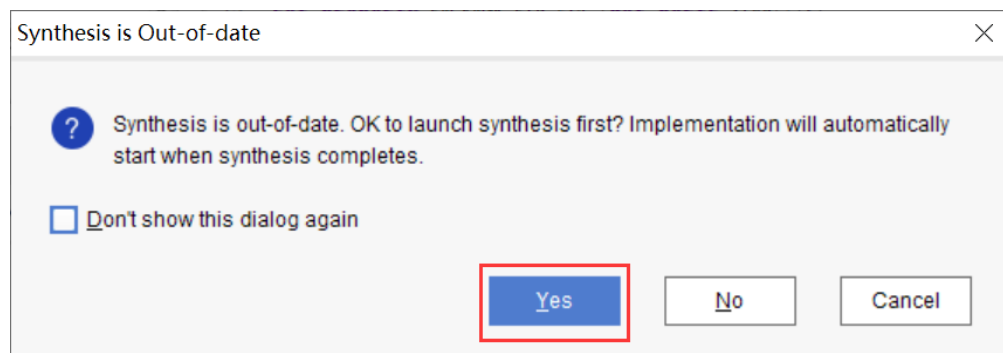 Synthesis is Out-of-date
?
Synthesis is out-of-date. OK to launch synthesis first? Implementation will automatically
start when synthesis completes.
Don't show this dialog again
Yes No Cancel